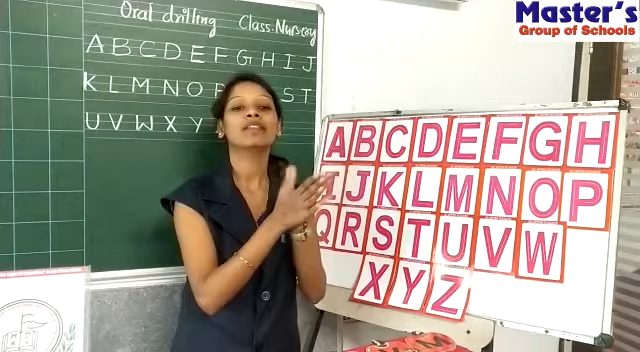 Oral drilling Class:Nursery
A B C D E F G H I J
K L M N O P S T
U V W X Y
Master's
Group of Schools
A B C D E F G H
I J K L M N O P
Q R S T U V W
X Y Z